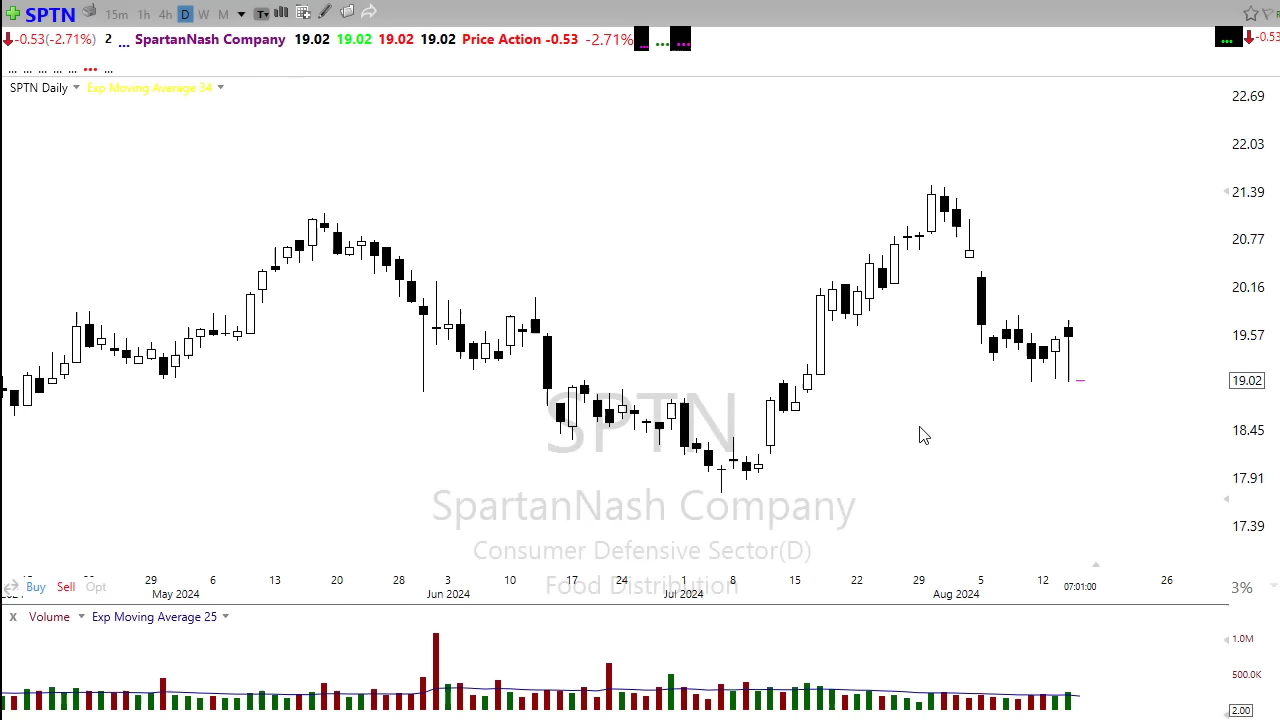 SPTN 15m 1h 4h D W M T
-0.53(-2.71%) 2 ... SpartanNash Company 19.02 19.02 19.02 19.02 Price Action -0.53 -2.71% ... ... ... ... -0.53
... ... ... ... ... ... ...
SPTN Daily Exp Moving Average 34
22.69
22.03
21.39
20.77
20.16
19.57
19.02
18.45
17.91
17.39
SPTN
SpartanNash Company
Consumer Defensive Sector(D)
Food Distribution
29 6 13 20 28 10 17 24 1 8 15 22 29 5 12 26
Buy Sell Opt May 2024 Jun 2024 Jul 2024 Aug 2024 07:01:00 3%
X Volume Exp Moving Average 25
1.0M
500.0K
2.00